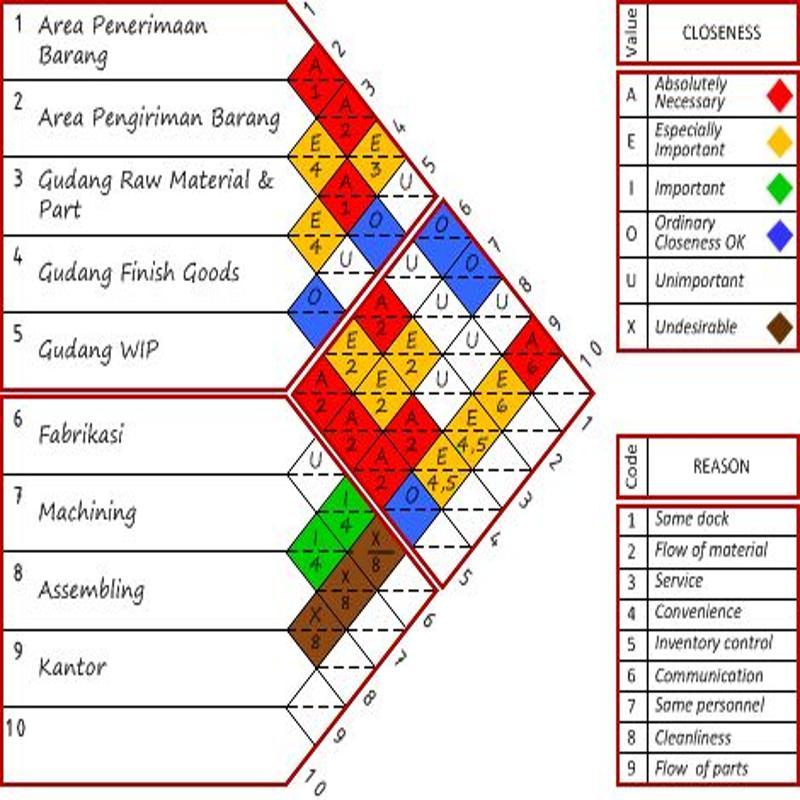 1 Area Penerimaan
Barang
2 Area Pengiriman Barang
3 Gudang Raw Material &
Part
4 Gudang Finish Goods
5 Gudang WIP
6 Fabrikasi
7 Machining
8 Assembling
9 Kantor
10
1
2
3
4
5
6
7
8
9
10
1
2
3
4
5
6
7
8
9
10
A
1
A
2
E
4
E
3
A
1
U
E
4
O
U
O
O
U
O
A
2
U
U
E
2
E
2
U
A
6
A
2
E
2
U
E
6
A
2
A
2
E
4,5
A
2
E
4,5
O
U
I
4
I
4
X
8
X
8
X
8
Value CLOSENESS
A Absolutely
Necessary
E Especially
Important
I Important
O Ordinary
Closeness OK
U Unimportant
X Undesirable
Code REASON
1 Same dock
2 Flow of material
3 Service
4 Convenience
5 Inventory control
6 Communication
7 Same personnel
8 Cleanliness
9 Flow of parts